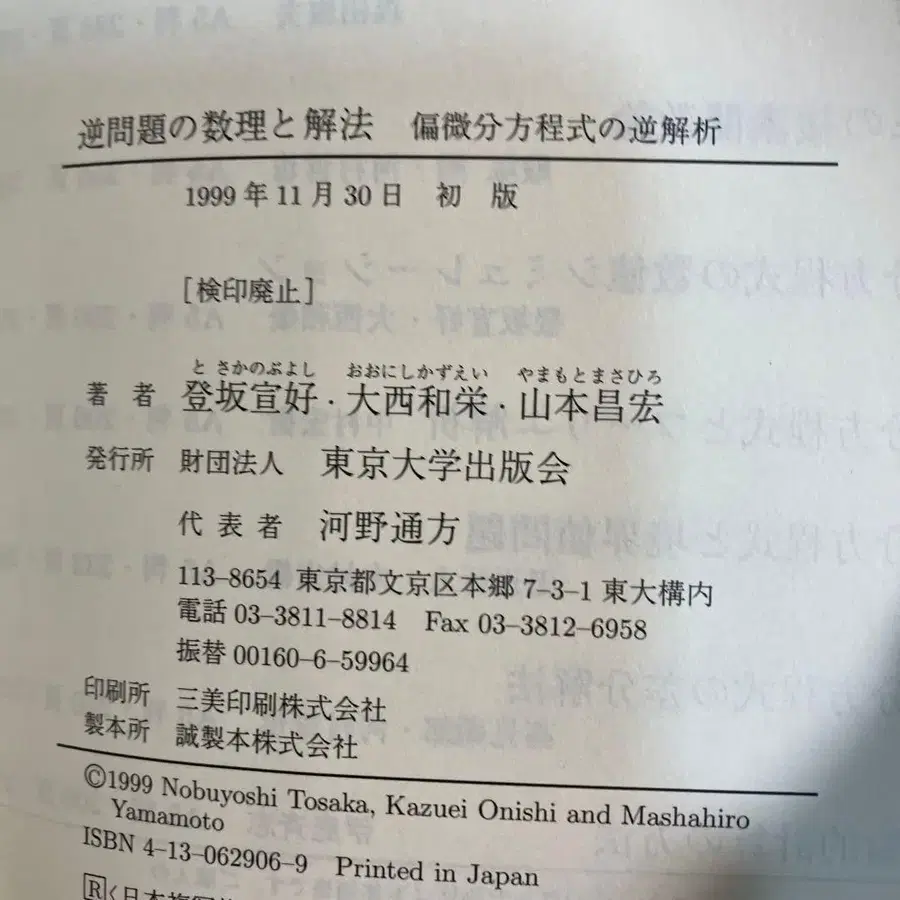 逆問題の数理と解法　偏微分方程式の逆解析
1999年11月30日　初　版
[検印廃止]
と さかのぶよし　おおにしかずえい　やまもとまさひろ
著　者　登坂宣好・大西和栄・山本昌宏
発行所　財団法人　東京大学出版会
代 表 者　河野通方
113–8654 東京都文京区本郷 7–3–1 東大構内
電話 03–3811–8814　Fax 03–3812–6958
振替 00160–6–59964
印刷所　三美印刷株式会社
製本所　誠製本株式会社
©1999 Nobuyoshi Tosaka, Kazuei Onishi and Mashahiro
Yamamoto
ISBN 4–13–062906–9　Printed in Japan
R〈日本複写